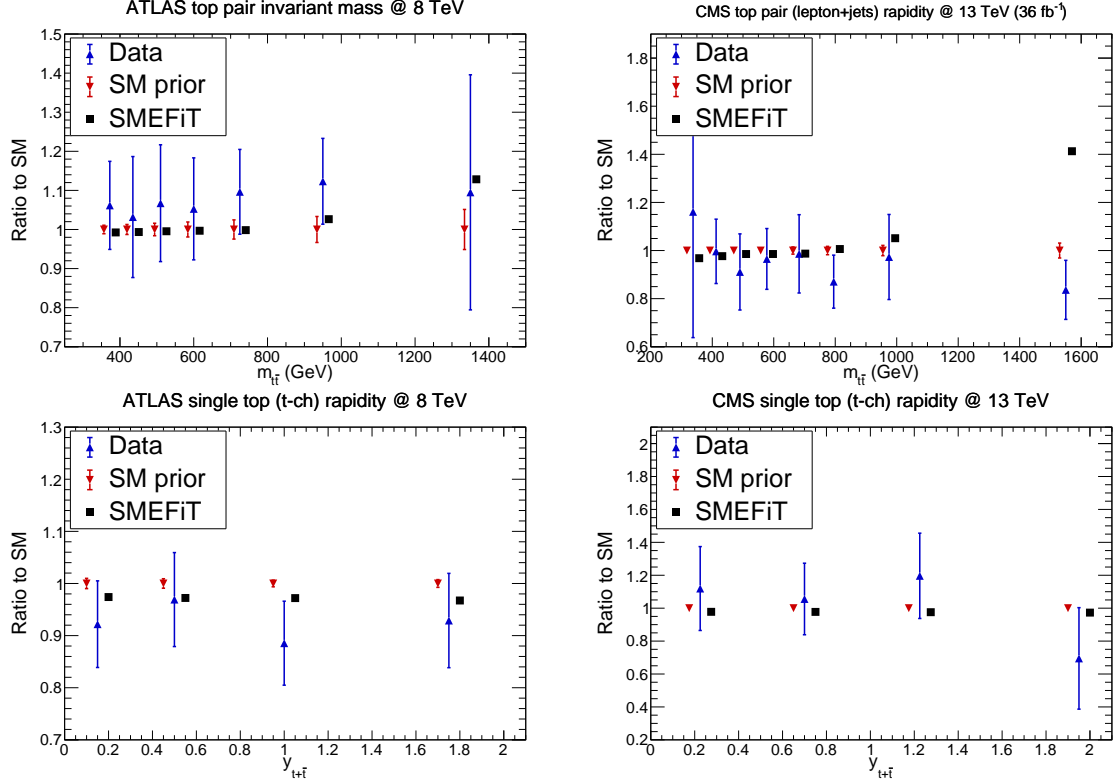 ATLAS top pair invariant mass @ 8 TeV
Ratio to SM
1.5
1.4
1.3
1.2
1.1
1
0.9
0.8
0.7
Data
SM prior
SMEFiT
400 600 800 1000 1200 1400
m_{tt̄} (GeV)
CMS top pair (lepton+jets) rapidity @ 13 TeV (36 fb⁻¹)
Ratio to SM
1.8
1.6
1.4
1.2
1
0.8
0.6
Data
SM prior
SMEFiT
200 400 600 800 1000 1200 1400 1600
m_{tt̄} (GeV)
ATLAS single top (t-ch) rapidity @ 8 TeV
Ratio to SM
1.3
1.2
1.1
1
0.9
0.8
0.7
Data
SM prior
SMEFiT
0 0.2 0.4 0.6 0.8 1 1.2 1.4 1.6 1.8 2
y_{t+t̄}
CMS single top (t-ch) rapidity @ 13 TeV
Ratio to SM
2
1.8
1.6
1.4
1.2
1
0.8
0.6
0.4
0.2
Data
SM prior
SMEFiT
0 0.2 0.4 0.6 0.8 1 1.2 1.4 1.6 1.8 2
y_{t+t̄}